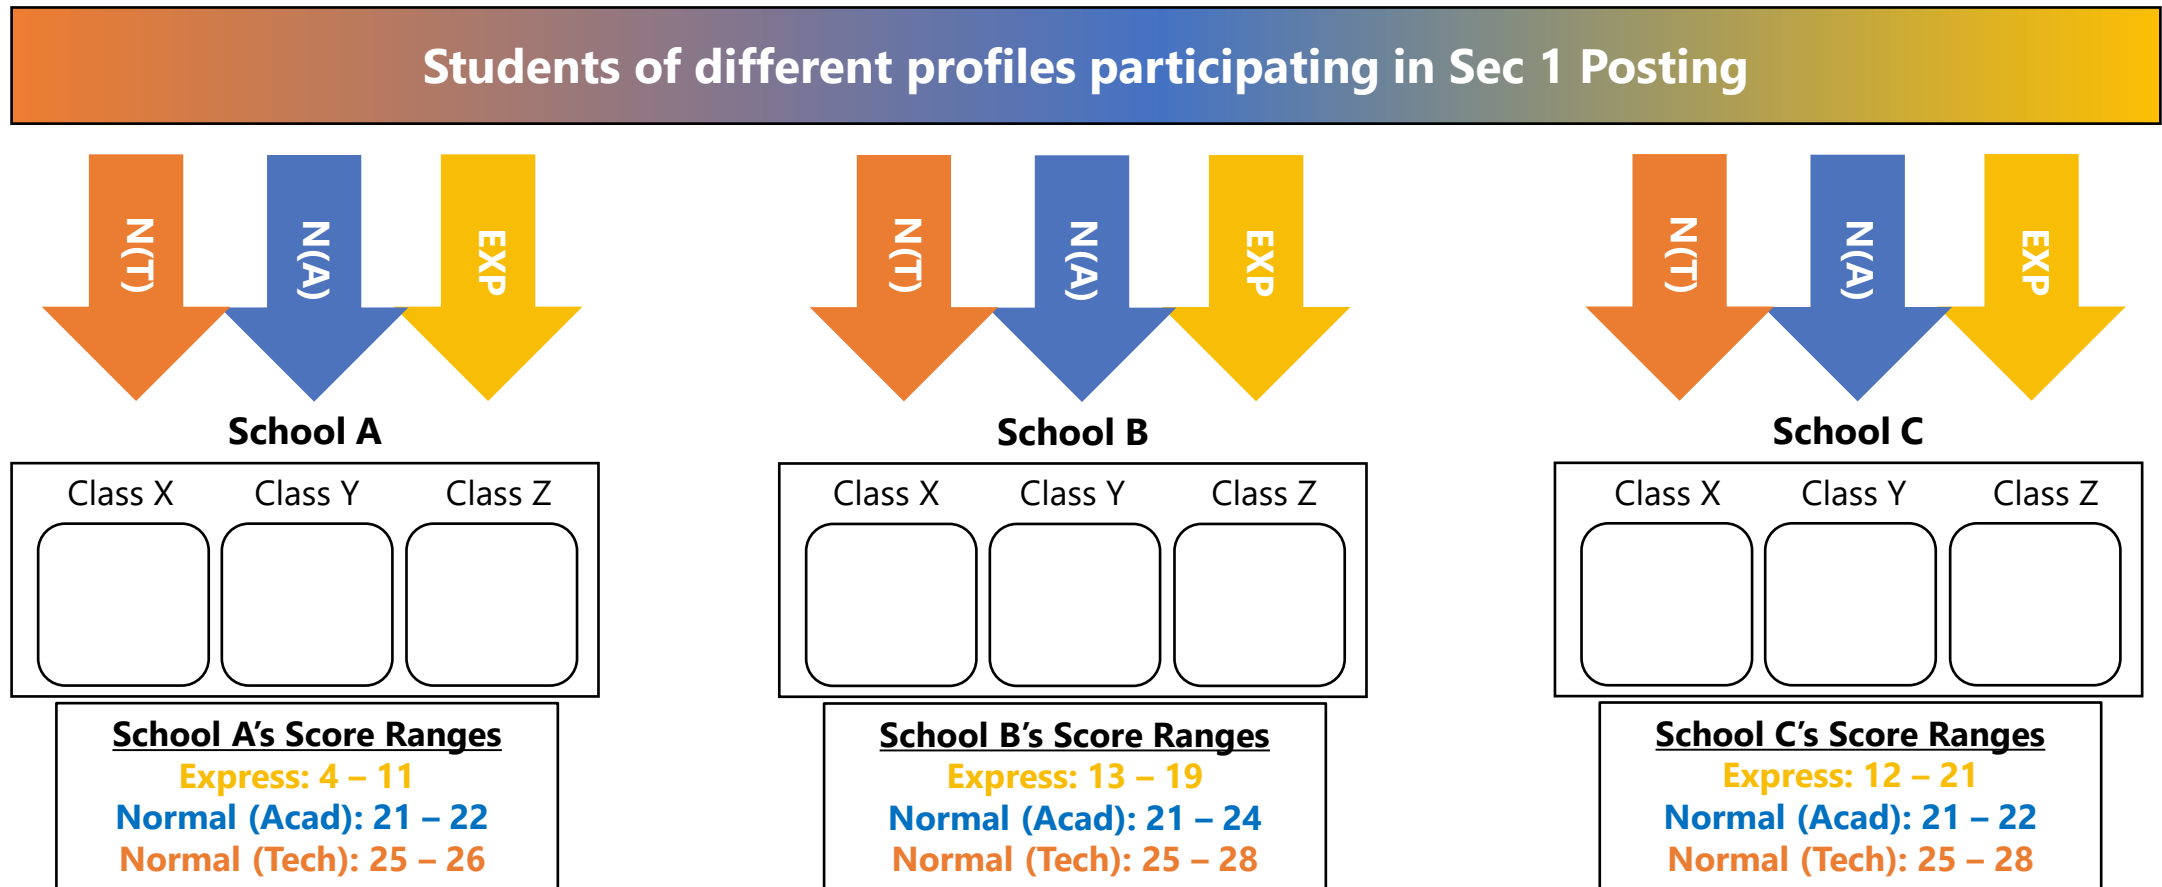 Students of different profiles participating in Sec 1 Posting
N(T)
N(A)
EXP
N(T)
N(A)
EXP
N(T)
N(A)
EXP
School A
School B
School C
Class X
Class Y
Class Z
Class X
Class Y
Class Z
Class X
Class Y
Class Z
School A’s Score Ranges
Express: 4 – 11
Normal (Acad): 21 – 22
Normal (Tech): 25 – 26
School B’s Score Ranges
Express: 13 – 19
Normal (Acad): 21 – 24
Normal (Tech): 25 – 28
School C’s Score Ranges
Express: 12 – 21
Normal (Acad): 21 – 22
Normal (Tech): 25 – 28